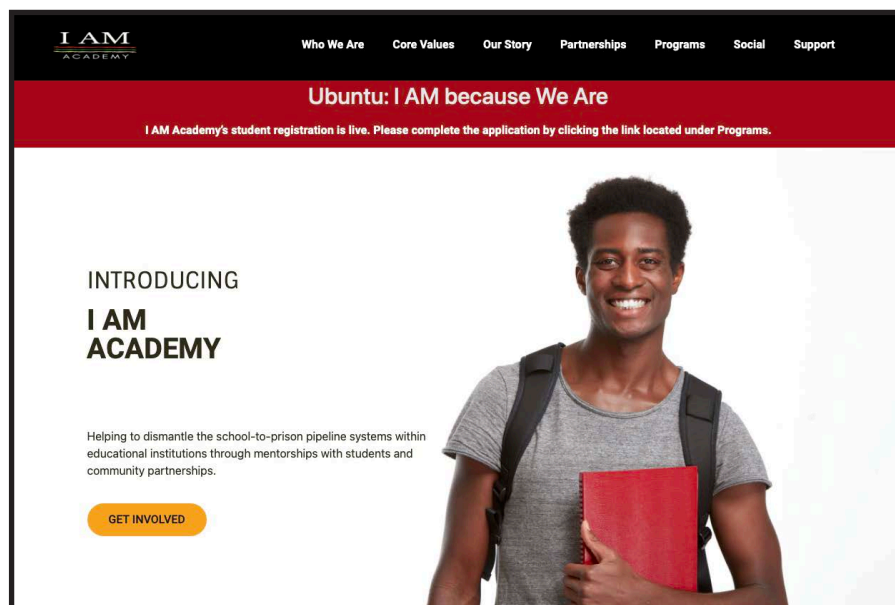 I AM
ACADEMY
Who We Are Core Values Our Story Partnerships Programs Social Support
Ubuntu: I AM because We Are
I AM Academy's student registration is live. Please complete the application by clicking the link located under Programs.
INTRODUCING
I AM
ACADEMY
Helping to dismantle the school-to-prison pipeline systems within
educational institutions through mentorships with students and
community partnerships.
GET INVOLVED